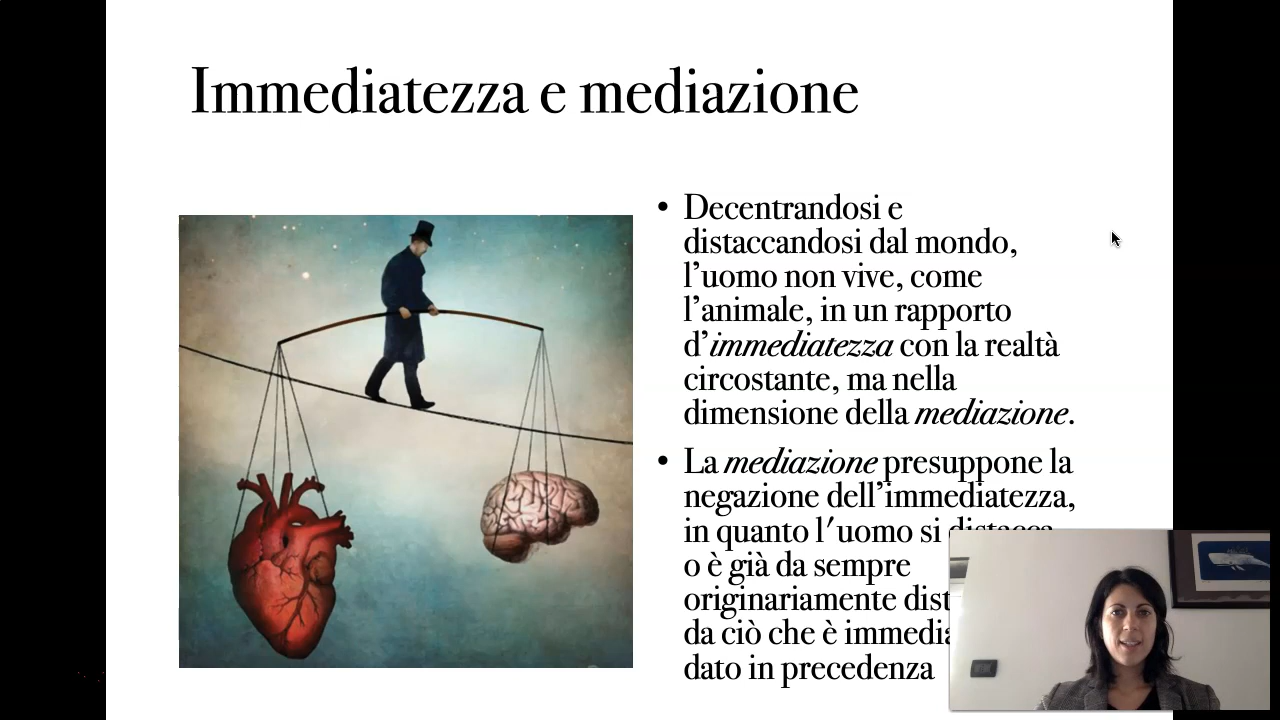 Immediatezza e mediazione
• Decentrandosi e
distaccandosi dal mondo,
l’uomo non vive, come
l’animale, in un rapporto
d’immediatezza con la realtà
circostante, ma nella
dimensione della mediazione.
• La mediazione presuppone la
negazione dell’immediatezza,
in quanto l'uomo si distacca
o è già da sempre
originariamente
da ciò che è
dato in precedenza